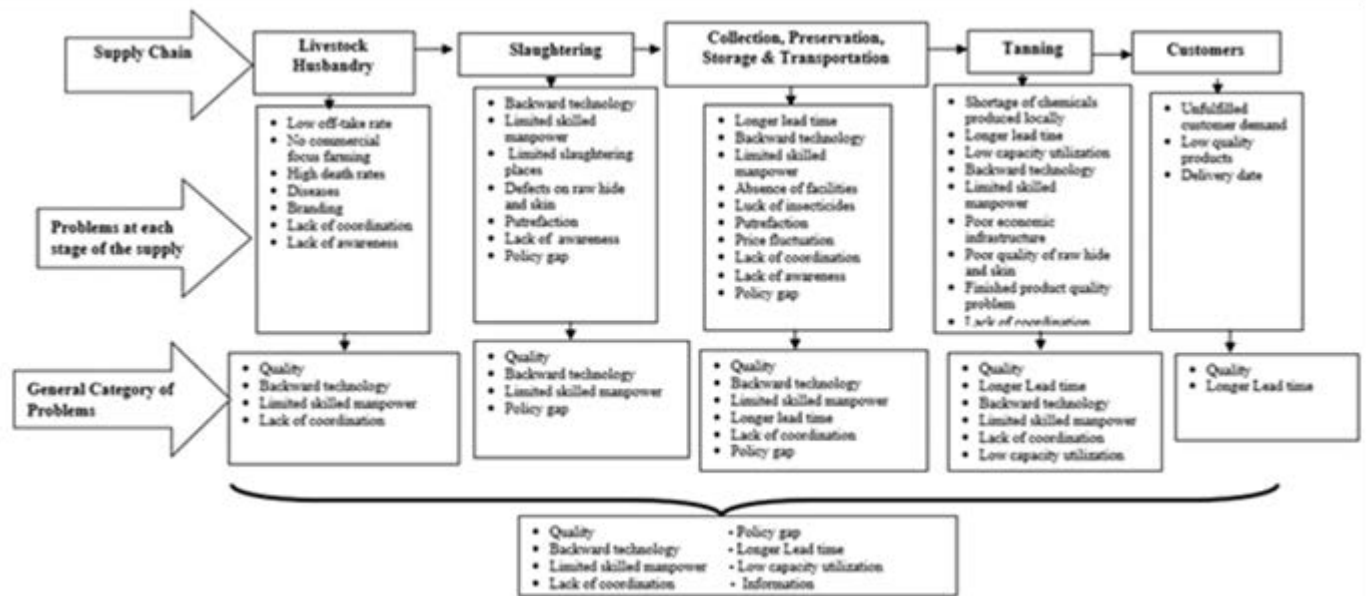 Supply Chain
Livestock
Husbandry
Slaughtering
Collection, Preservation,
Storage & Transportation
Tanning
Customers
Problems at each
stage of the supply
• Low off-take rate
• No commercial
focus farming
• High death rates
• Diseases
• Branding
• Lack of coordination
• Lack of awareness
• Backward technology
• Limited skilled
manpower
• Limited slaughtering
places
• Defects on raw hide
and skin
• Putrefaction
• Lack of awareness
• Policy gap
• Longer lead time
• Backward technology
• Limited skilled
manpower
• Absence of facilities
• Luck of insecticides
• Putrefaction
• Price fluctuation
• Lack of coordination
• Lack of awareness
• Policy gap
• Shortage of chemicals
produced locally
• Longer lead tine
• Low capacity utilization
• Backward technology
• Limited skilled
manpower
• Poor economic
infrastructure
• Poor quality of raw hide
and skin
• Finished product quality
problem
• Lack of coordination
• Unfulfilled
customer demand
• Low quality
products
• Delivery date
General Category of
Problems
• Quality
• Backward technology
• Limited skilled manpower
• Lack of coordination
• Quality
• Backward technology
• Limited skilled manpower
• Policy gap
• Quality
• Backward technology
• Limited skilled manpower
• Longer lead time
• Lack of coordination
• Policy gap
• Quality
• Longer Lead time
• Backward technology
• Limited skilled manpower
• Lack of coordination
• Low capacity utilization
• Quality
• Longer Lead time
• Quality
• Backward technology
• Limited skilled manpower
• Lack of coordination
- Policy gap
- Longer Lead time
- Low capacity utilization
- Information